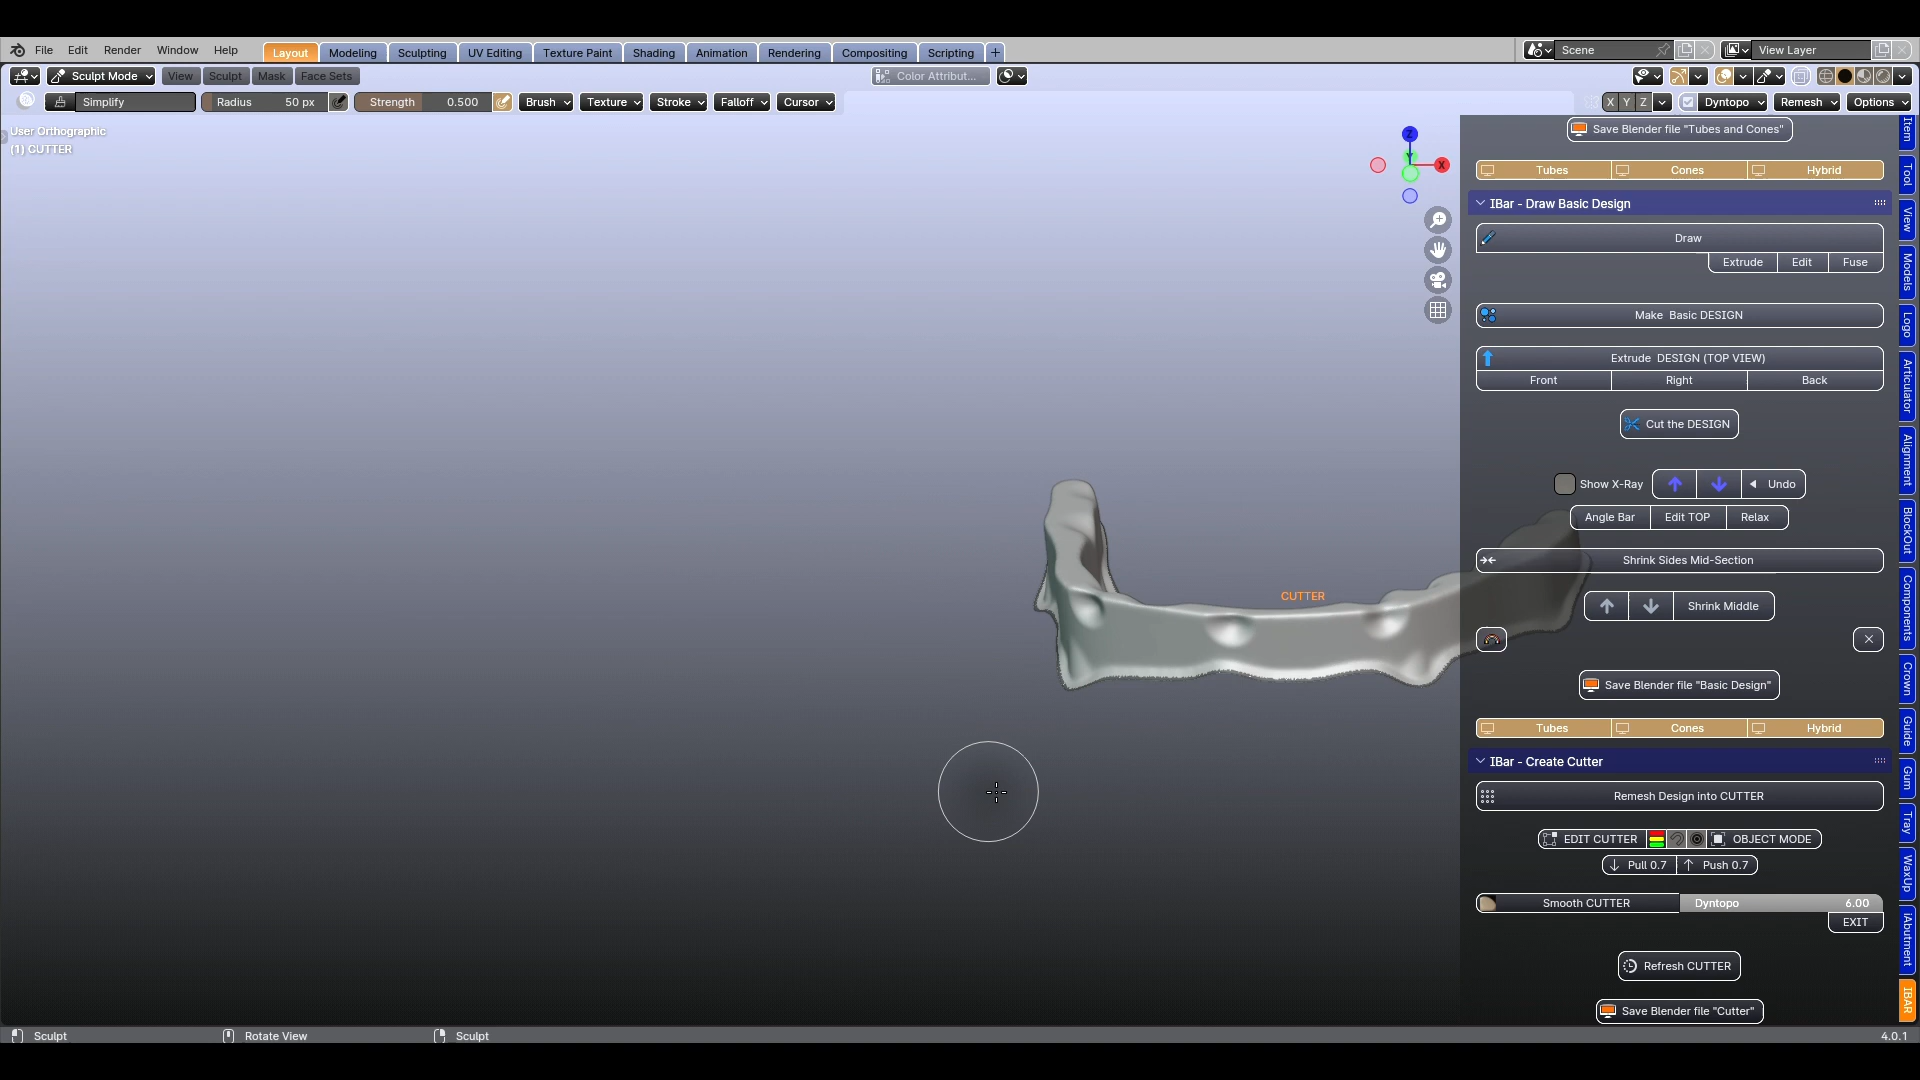 File Edit Render Window Help Layout Modeling Sculpting UV Editing Texture Paint Shading Animation Rendering Compositing Scripting + Scene View Layer
Sculpt Mode View Sculpt Mask Face Sets Color Attribut...
Simplify Radius 50 px Strength 0.500 Brush Texture Stroke Falloff Cursor X Y Z Dyntopo Remesh Options
User Orthographic
(1) CUTTER
Z
Y
X
CUTTER
Save Blender file "Tubes and Cones"
Tubes Cones Hybrid
IBar - Draw Basic Design
Draw
Extrude Edit Fuse
Make Basic DESIGN
Extrude DESIGN (TOP VIEW)
Front Right Back
Cut the DESIGN
Show X-Ray Undo
Angle Bar Edit TOP Relax
Shrink Sides Mid-Section
Shrink Middle
Save Blender file "Basic Design"
Tubes Cones Hybrid
IBar - Create Cutter
Remesh Design into CUTTER
EDIT CUTTER OBJECT MODE
Pull 0.7 Push 0.7
Smooth CUTTER Dyntopo 6.00
EXIT
Refresh CUTTER
Save Blender file "Cutter"
Item
Tool
View
Models
Logo
Articulator
Alignment
BlockOut
Components
Crown
Guide
Gum
Tray
WaxUp
iAbutment
IBAR
Sculpt Rotate View Sculpt 4.0.1